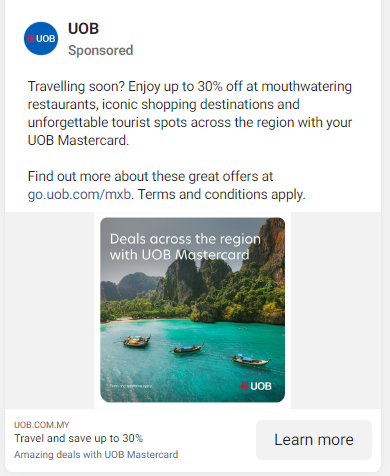 UOB
UOB
Sponsored
Travelling soon? Enjoy up to 30% off at mouthwatering
restaurants, iconic shopping destinations and
unforgettable tourist spots across the region with your
UOB Mastercard.
Find out more about these great offers at
go.uob.com/mxb. Terms and conditions apply.
Deals across the region
with UOB Mastercard
UOB
UOB.COM.MY
Travel and save up to 30%
Amazing deals with UOB Mastercard
Learn more